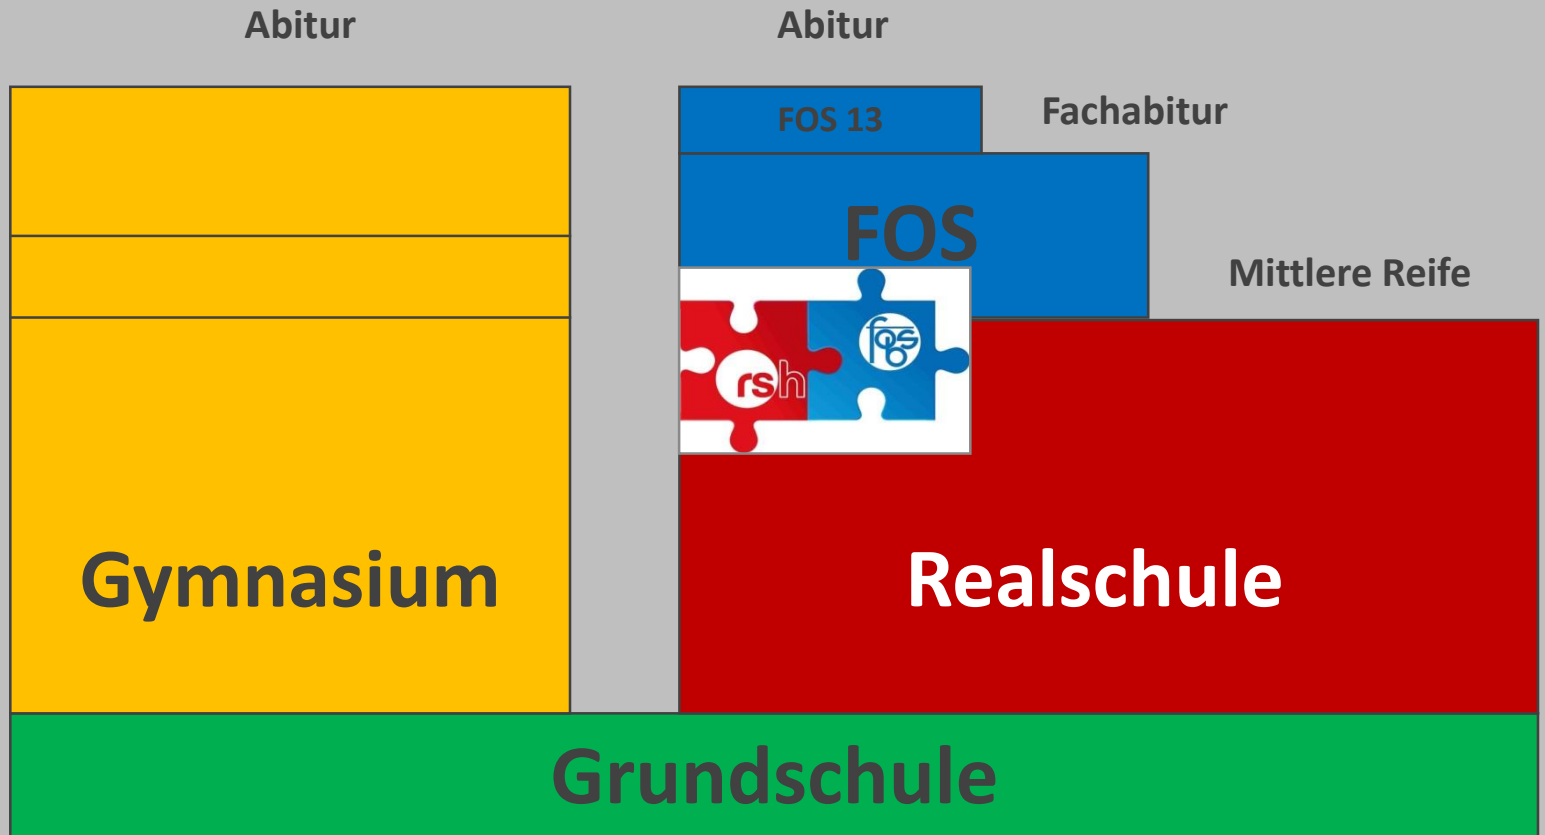 Abitur
Abitur
FOS 13
Fachabitur
FOS
Mittlere Reife
rsh
fos
Gymnasium
Realschule
Grundschule